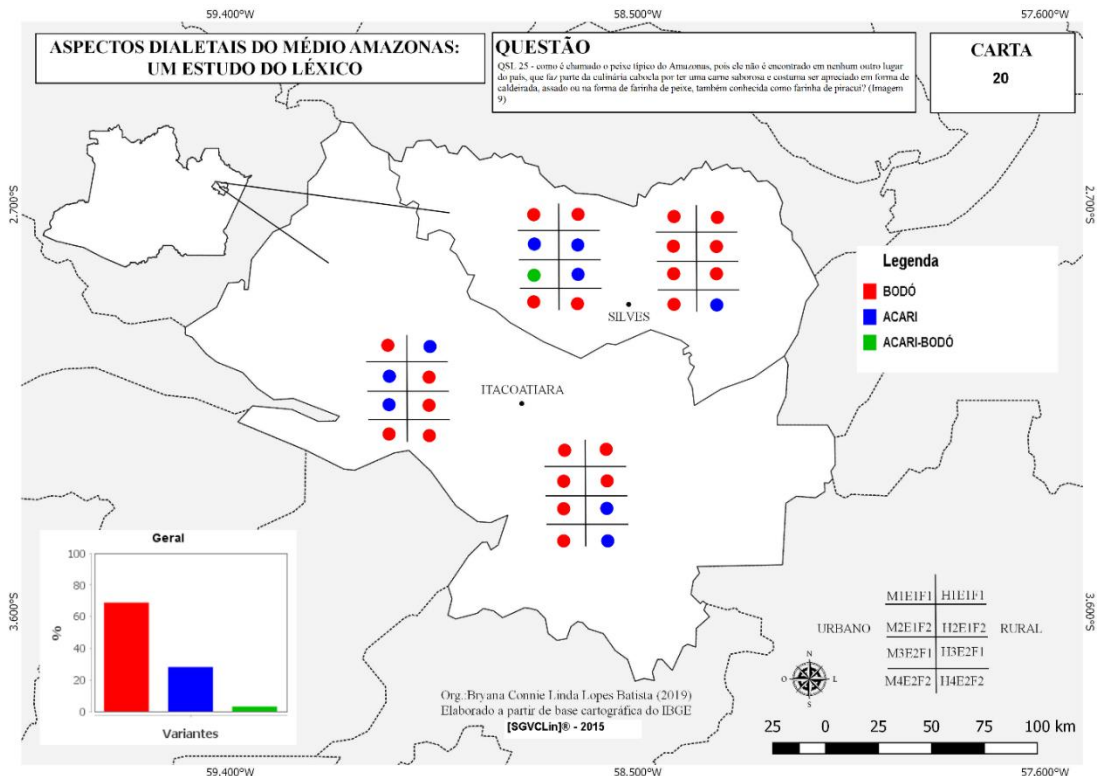 59.400°W
58.500°W
57.600°W
ASPECTOS DIALETAIS DO MÉDIO AMAZONAS:
UM ESTUDO DO LÉXICO
QUESTÃO
QSL 25 - como é chamado o peixe típico do Amazonas, pois ele não é encontrado em nenhum outro lugar
do país, que faz parte da culinária cabocla por ter uma carne saborosa e costuma ser apreciado em forma de
caldeirada, assado ou na forma de farinha de peixe, também conhecida como farinha de piracuí? (Imagem
9)
CARTA
20
2.700°S
2.700°S
Legenda
BODÓ
ACARI
ACARI-BODÓ
SILVES
ITACOATIARA
Geral
100
80
60
40
20
0
%
Variantes
3.600°S
3.600°S
M1E1F1 H1E1F1
URBANO M2E1F2 H2E1F2 RURAL
M3E2F1 H3E2F1
M4E2F2 H4E2F2
N
O L
S
Org.:Bryana Connie Linda Lopes Batista (2019)
Elaborado a partir de base cartográfica do IBGE
[SGVCLin]® - 2015
25 0 25 50 75 100 km
59.400°W
58.500°W
57.600°W